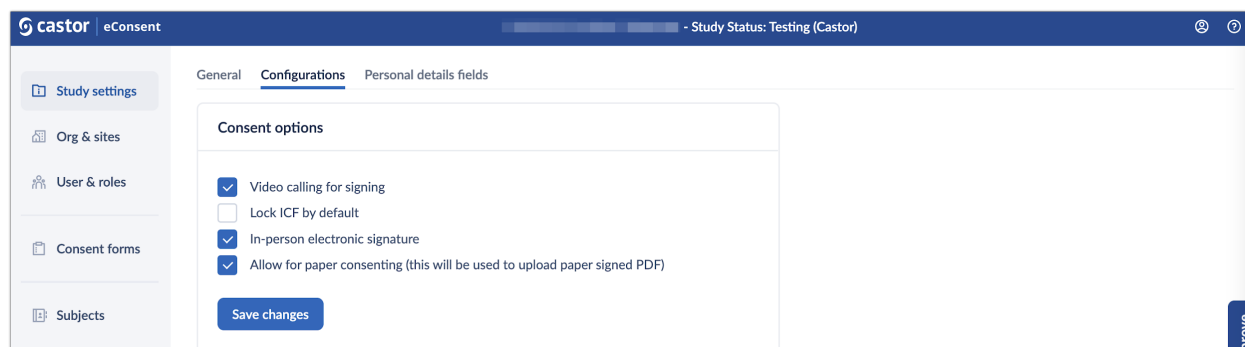 castor | eConsent
- Study Status: Testing (Castor)
Study settings
Org & sites
User & roles
Consent forms
Subjects
General Configurations Personal details fields
Consent options
Video calling for signing
Lock ICF by default
In-person electronic signature
Allow for paper consenting (this will be used to upload paper signed PDF)
Save changes